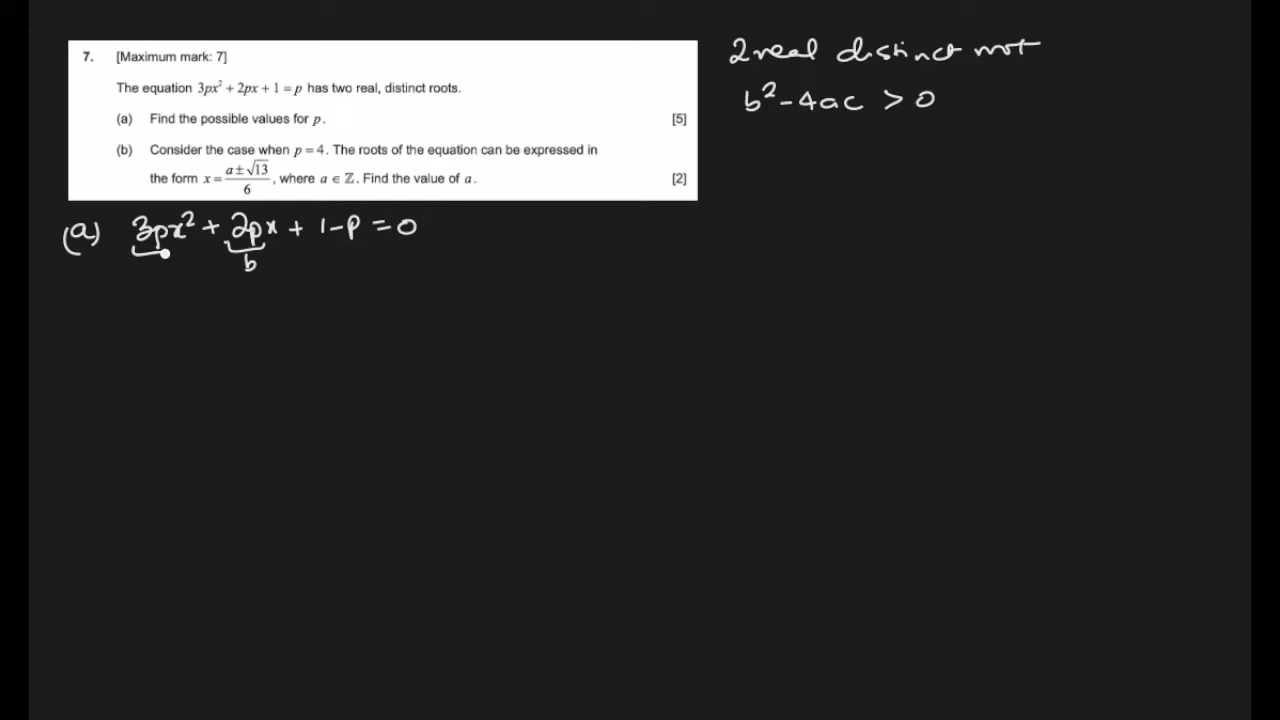 7. [Maximum mark: 7]
The equation 3px² + 2px + 1 = p has two real, distinct roots.
(a) Find the possible values for p. [5]
(b) Consider the case when p = 4. The roots of the equation can be expressed in
the form x = (a ± √13)/6, where a ∈ ℤ. Find the value of a. [2]
2 real distinct root
b² - 4ac > 0
(a) 3px² + 2px + 1 - p = 0
b